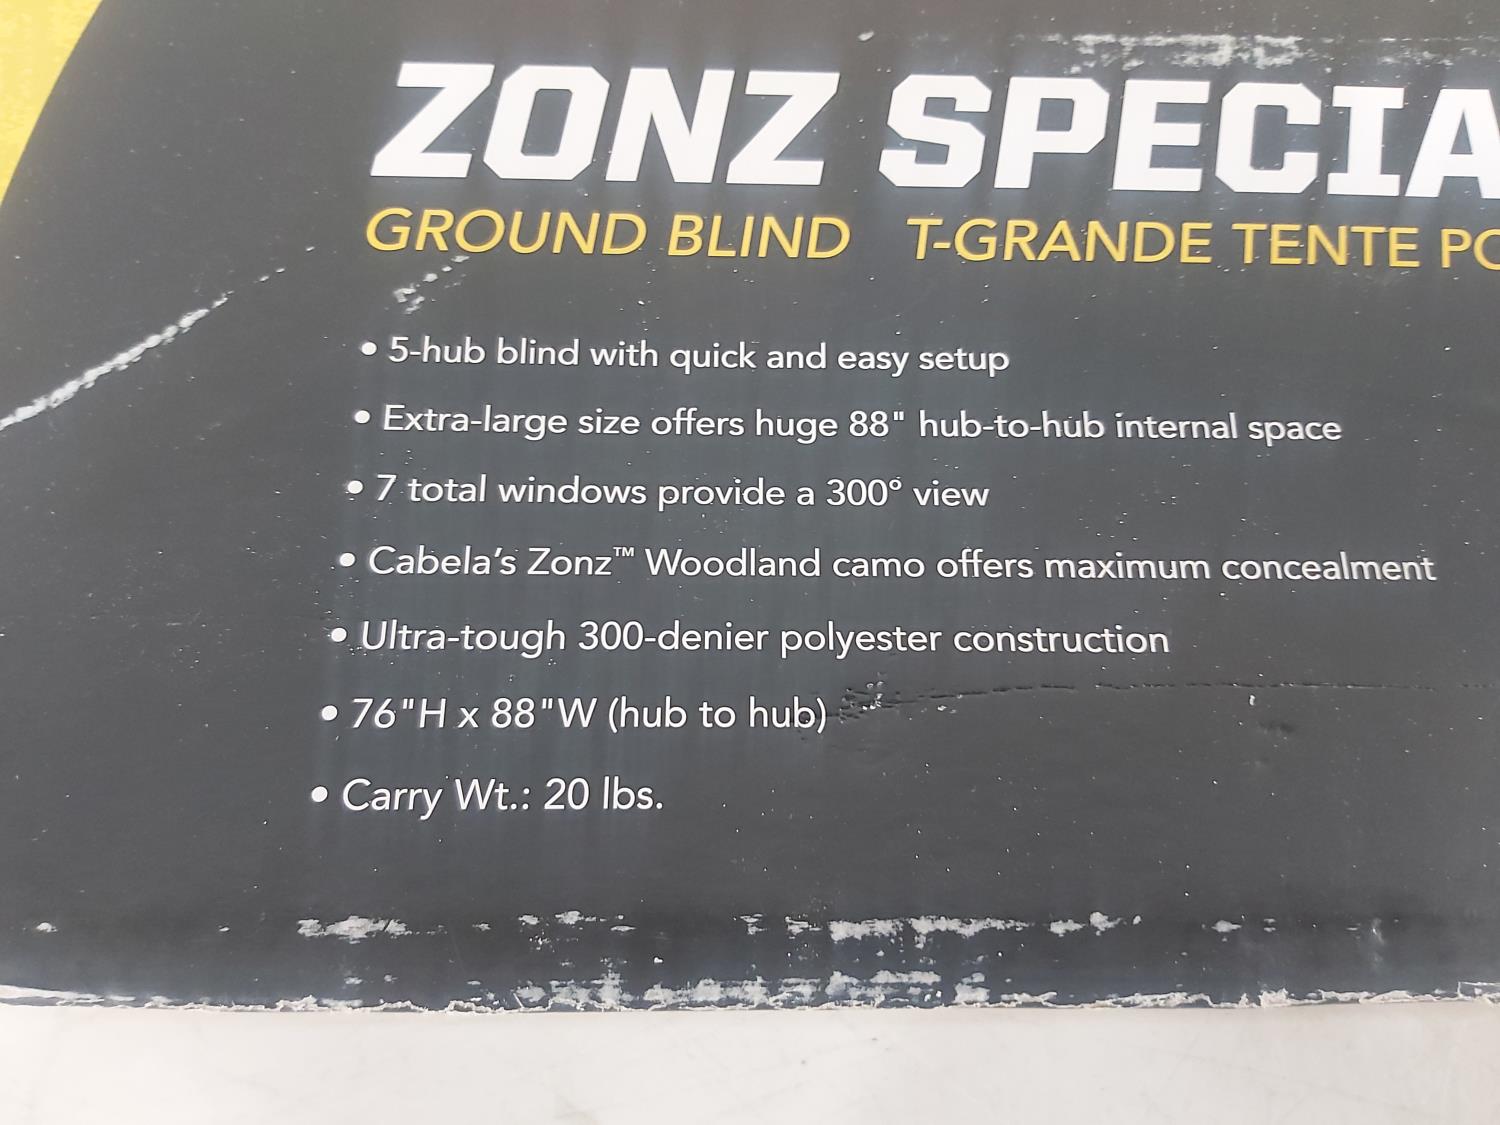 ZONZ SPECIA
GROUND BLIND T-GRANDE TENTE PO
• 5-hub blind with quick and easy setup
• Extra-large size offers huge 88" hub-to-hub internal space
• 7 total windows provide a 300° view
• Cabela's Zonz™ Woodland camo offers maximum concealment
• Ultra-tough 300-denier polyester construction
• 76"H x 88"W (hub to hub)
• Carry Wt.: 20 lbs.